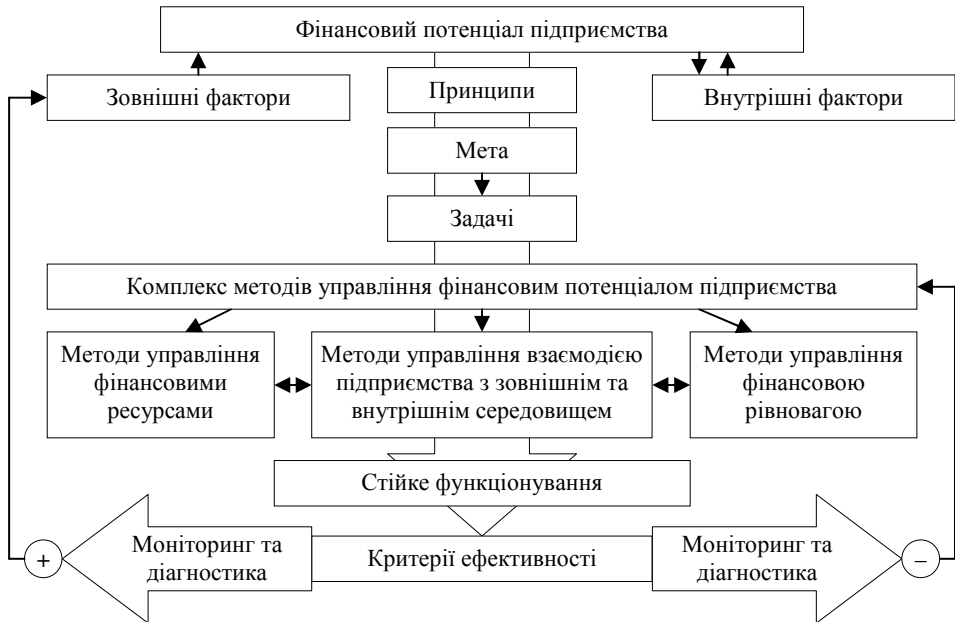 Фінансовий потенціал підприємства
Зовнішні фактори
Принципи
Внутрішні фактори
Мета
Задачі
Комплекс методів управління фінансовим потенціалом підприємства
Методи управління
фінансовими
ресурсами
Методи управління взаємодією
підприємства з зовнішнім та
внутрішнім середовищем
Методи управління
фінансовою
рівновагою
Стійке функціонування
+
Моніторинг та
діагностика
Критерії ефективності
Моніторинг та
діагностика
–